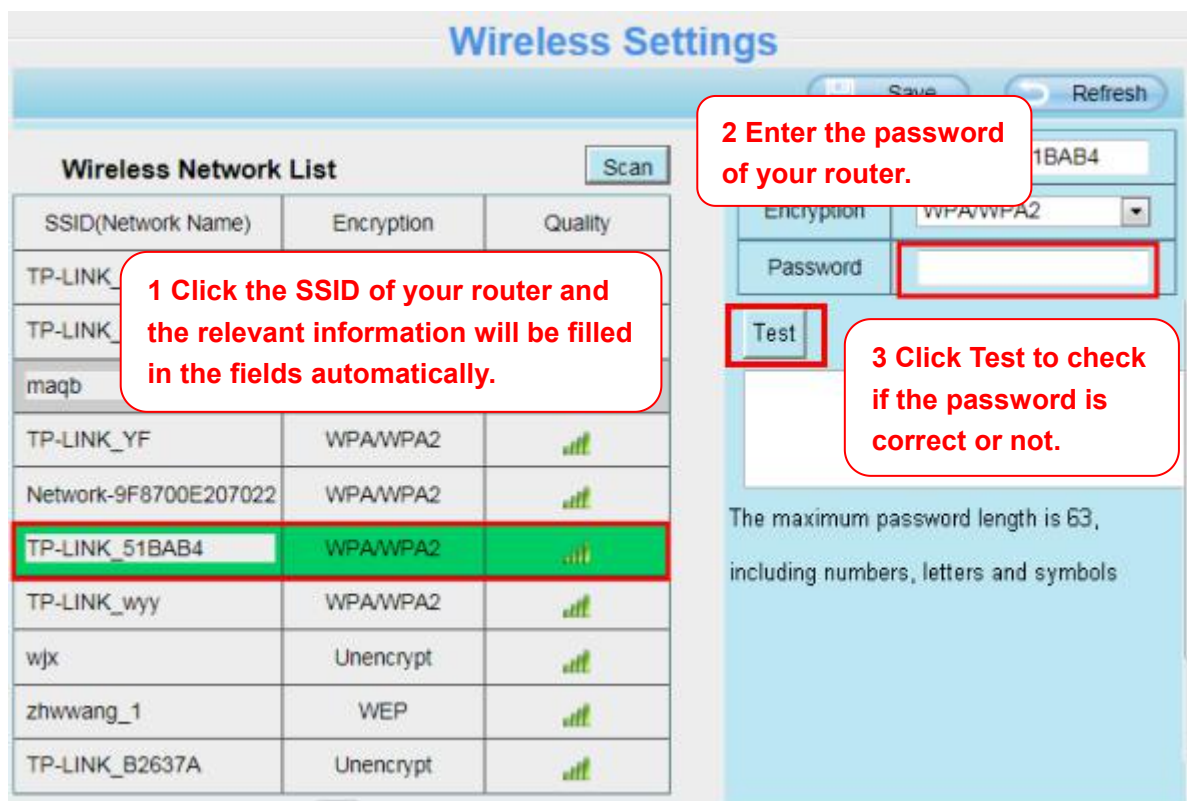 Wireless Settings
Save Refresh
2 Enter the password
of your router.
Wireless Network List Scan
1BAB4
SSID(Network Name) Encryption Quality
Encryption WPA/WPA2
TP-LINK_
Password
1 Click the SSID of your router and
the relevant information will be filled
in the fields automatically.
TP-LINK_
Test
3 Click Test to check
if the password is
correct or not.
maqb
TP-LINK_YF WPA/WPA2
Network-9F8700E207022 WPA/WPA2
The maximum password length is 63,
TP-LINK_51BAB4 WPA/WPA2
including numbers, letters and symbols
TP-LINK_wyy WPA/WPA2
wjx Unencrypt
zhwwang_1 WEP
TP-LINK_B2637A Unencrypt